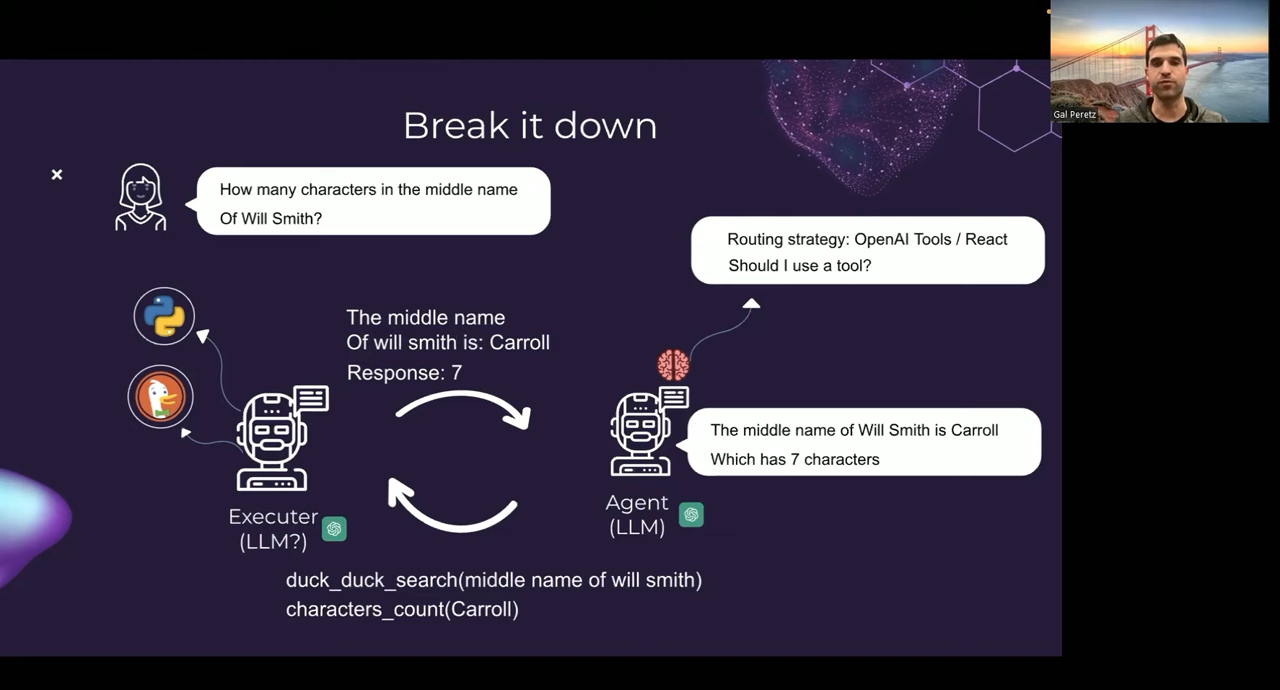 Gal Peretz
Break it down
How many characters in the middle name
Of Will Smith?
Routing strategy: OpenAI Tools / React
Should I use a tool?
The middle name
Of will smith is: Carroll
Response: 7
The middle name of Will Smith is Carroll
Which has 7 characters
Executer
(LLM?)
Agent
(LLM)
duck_duck_search(middle name of will smith)
characters_count(Carroll)